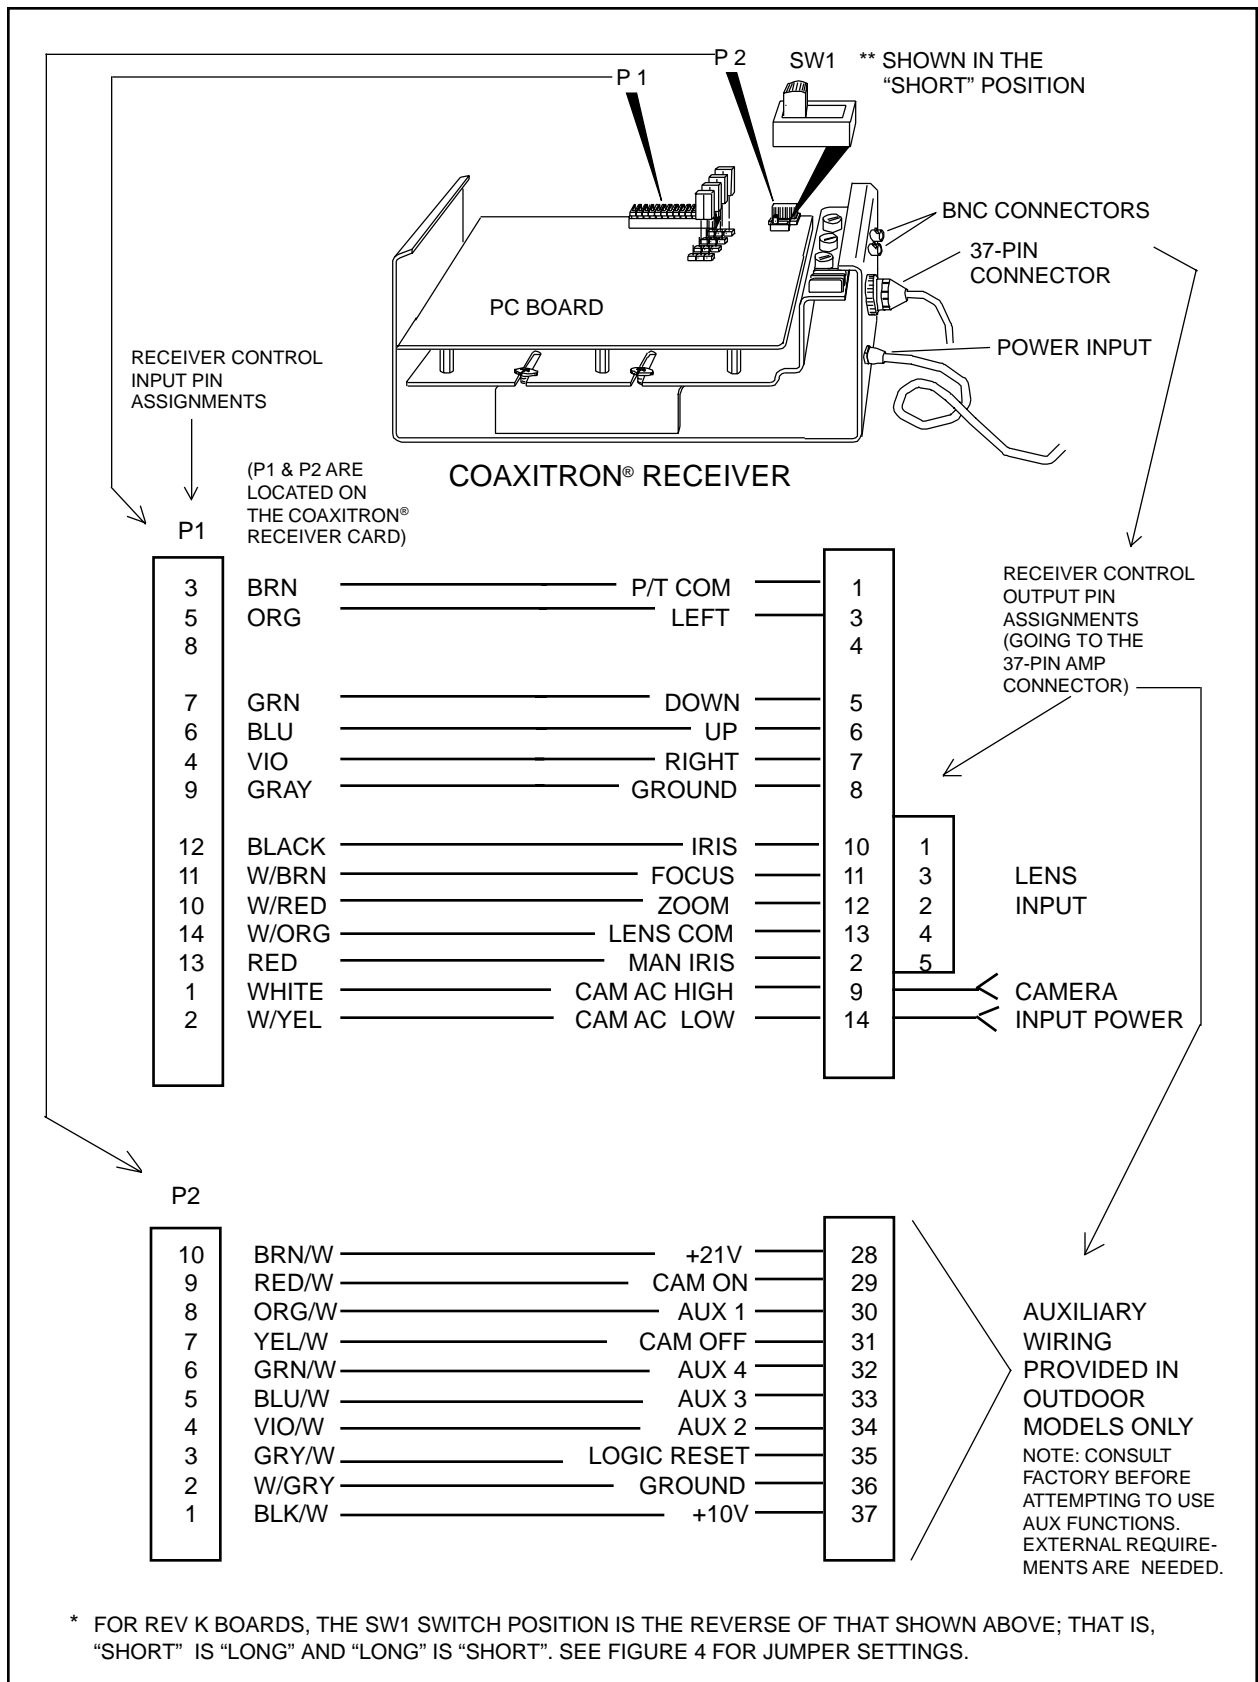 P 2
SW1
** SHOWN IN THE
“SHORT” POSITION
P 1
BNC CONNECTORS
37-PIN
CONNECTOR
PC BOARD
POWER INPUT
RECEIVER CONTROL
INPUT PIN
ASSIGNMENTS
COAXITRON® RECEIVER
(P1 & P2 ARE
LOCATED ON
THE COAXITRON®
RECEIVER CARD)
P1
RECEIVER CONTROL
OUTPUT PIN
ASSIGNMENTS
(GOING TO THE
37-PIN AMP
CONNECTOR)
3 BRN P/T COM 1
5 ORG LEFT 3
8 4
7 GRN DOWN 5
6 BLU UP 6
4 VIO RIGHT 7
9 GRAY GROUND 8
12 BLACK IRIS 10 1
11 W/BRN FOCUS 11 3 LENS
10 W/RED ZOOM 12 2 INPUT
14 W/ORG LENS COM 13 4
13 RED MAN IRIS 2 5
1 WHITE CAM AC HIGH 9 CAMERA
2 W/YEL CAM AC LOW 14 INPUT POWER
P2
10 BRN/W +21V 28
9 RED/W CAM ON 29
8 ORG/W AUX 1 30 AUXILIARY
7 YEL/W CAM OFF 31 WIRING
6 GRN/W AUX 4 32 PROVIDED IN
5 BLU/W AUX 3 33 OUTDOOR
4 VIO/W AUX 2 34 MODELS ONLY
3 GRY/W LOGIC RESET 35 NOTE: CONSULT
2 W/GRY GROUND 36 FACTORY BEFORE
1 BLK/W +10V 37 ATTEMPTING TO USE
AUX FUNCTIONS.
EXTERNAL REQUIRE-
MENTS ARE NEEDED.
* FOR REV K BOARDS, THE SW1 SWITCH POSITION IS THE REVERSE OF THAT SHOWN ABOVE; THAT IS,
“SHORT” IS “LONG” AND “LONG” IS “SHORT”. SEE FIGURE 4 FOR JUMPER SETTINGS.